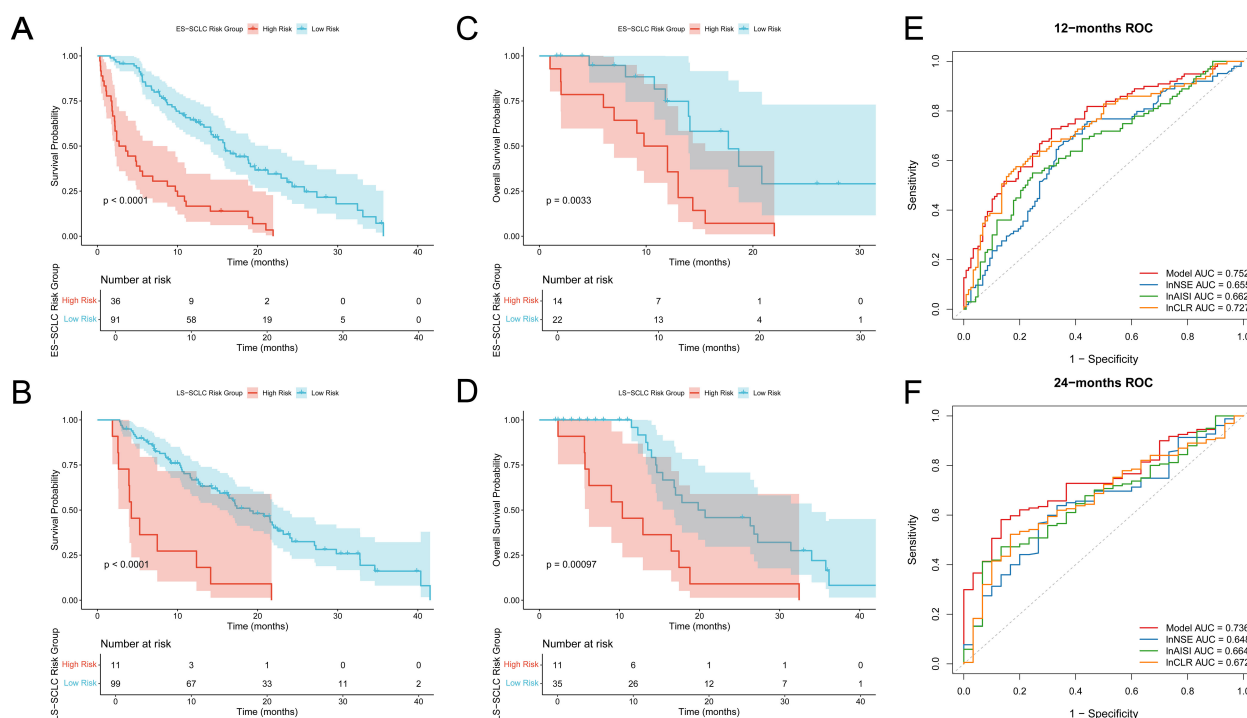 A
ES−SCLC Risk Group High Risk Low Risk
1.00
0.75
0.50
0.25
0.00
Survival Probability
p < 0.0001
0 10 20 30 40
Time (months)
Number at risk
ES−SCLC Risk Group
High Risk 36 9 2 0 0
Low Risk 91 58 19 5 0
0 10 20 30 40
Time (months)
B
LS−SCLC Risk Group High Risk Low Risk
1.00
0.75
0.50
0.25
0.00
Survival Probability
p < 0.0001
0 10 20 30 40
Time (months)
Number at risk
LS−SCLC Risk Group
High Risk 11 3 1 0 0
Low Risk 99 67 33 11 2
0 10 20 30 40
Time (months)
C
ES−SCLC Risk Group High Risk Low Risk
1.00
0.75
0.50
0.25
0.00
Overall Survival Probability
p = 0.0033
0 10 20 30
Time (months)
Number at risk
ES−SCLC Risk Group
High Risk 14 7 1 0
Low Risk 22 13 4 1
0 10 20 30
Time (months)
D
LS−SCLC Risk Group High Risk Low Risk
1.00
0.75
0.50
0.25
0.00
Overall Survival Probability
p = 0.00097
0 10 20 30 40
Time (months)
Number at risk
LS−SCLC Risk Group
High Risk 11 6 1 1 0
Low Risk 35 26 12 7 1
0 10 20 30 40
Time (months)
E
12−months ROC
1.0
0.8
0.6
0.4
0.2
0.0
Sensitivity
Model AUC = 0.752
lnNSE AUC = 0.655
lnAISI AUC = 0.662
lnCLR AUC = 0.727
0.0 0.2 0.4 0.6 0.8 1.0
1 − Specificity
F
24−months ROC
1.0
0.8
0.6
0.4
0.2
0.0
Sensitivity
Model AUC = 0.736
lnNSE AUC = 0.648
lnAISI AUC = 0.664
lnCLR AUC = 0.672
0.0 0.2 0.4 0.6 0.8 1.0
1 − Specificity